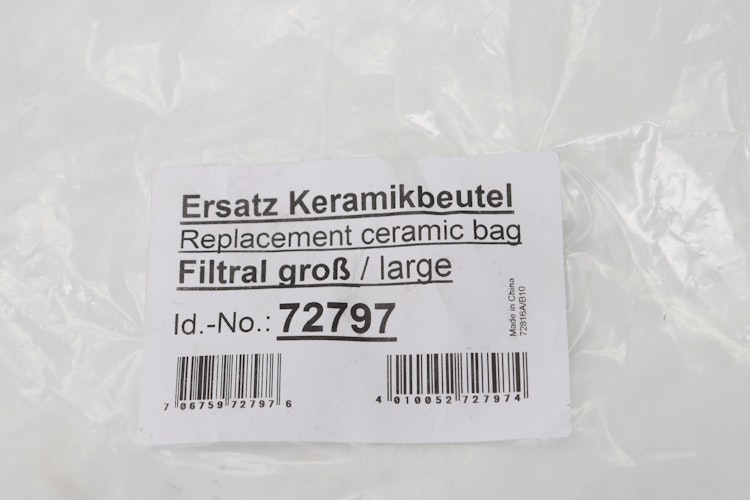 Ersatz Keramikbeutel
Replacement ceramic bag
Filtral groß / large
Id.-No.: 72797
Made in China
72816A/B10
7 06759 72797 6
4 010052 727974